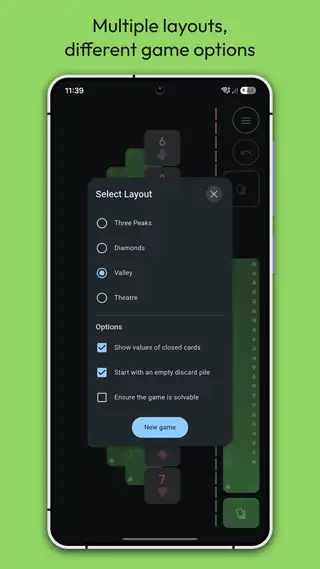 Multiple layouts,
different game options
11:39
6
Select Layout
Three Peaks
Diamonds
Valley
Theatre
Options
Show values of closed cards
Start with an empty discard pile
Ensure the game is solvable
New game
7